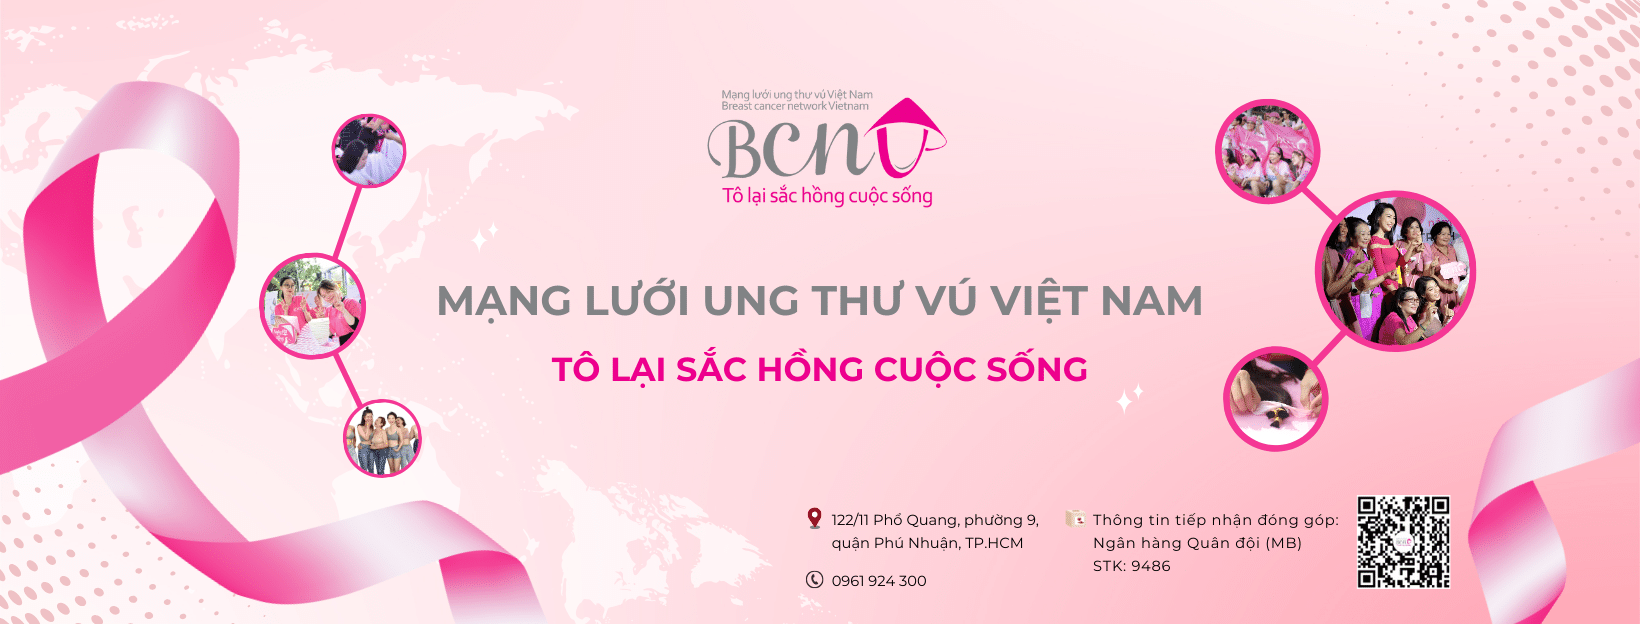 Mạng lưới ung thư vú Việt Nam
Breast cancer network Vietnam
BCNV
Tô lại sắc hồng cuộc sống
MẠNG LƯỚI UNG THƯ VÚ VIỆT NAM
TÔ LẠI SẮC HỒNG CUỘC SỐNG
122/11 Phổ Quang, phường 9,
quận Phú Nhuận, TP.HCM
0961 924 300
Thông tin tiếp nhận đóng góp:
Ngân hàng Quân đội (MB)
STK: 9486